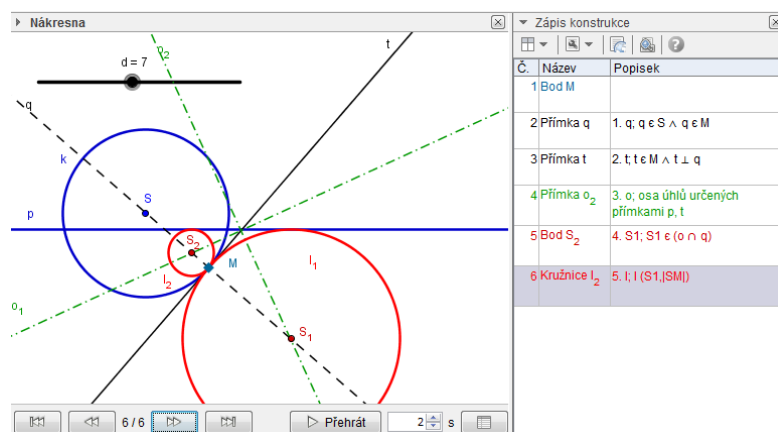 Nákresna
d = 7
o2
t
q
k
S
p
S2
M
l1
l2
o1
S1
6 / 6
Přehrát
2
s
Zápis konstrukce
Č. Název Popisek
1 Bod M
2 Přímka q 1. q; q ϵ S ∧ q ϵ M
3 Přímka t 2. t; t ϵ M ∧ t ⊥ q
4 Přímka o2 3. o; osa úhlů určených
přímkami p, t
5 Bod S2 4. S1; S1 ϵ (o ∩ q)
6 Kružnice l2 5. l; l (S1,|SM|)